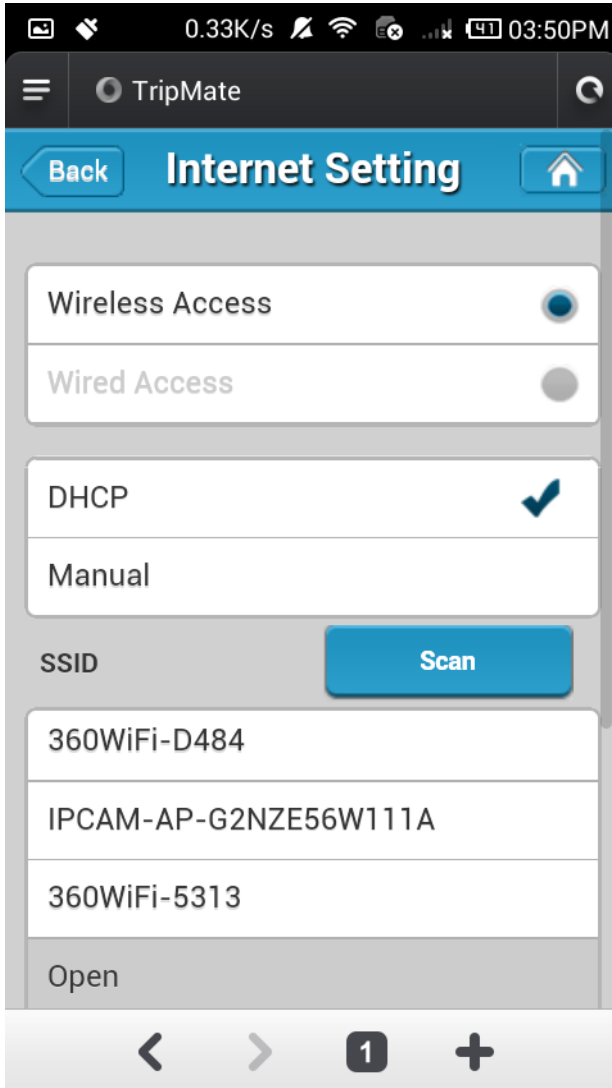 0.33K/s 41 03:50PM
TripMate
Back Internet Setting
Wireless Access
Wired Access
DHCP
Manual
SSID Scan
360WiFi-D484
IPCAM-AP-G2NZE56W111A
360WiFi-5313
Open
1